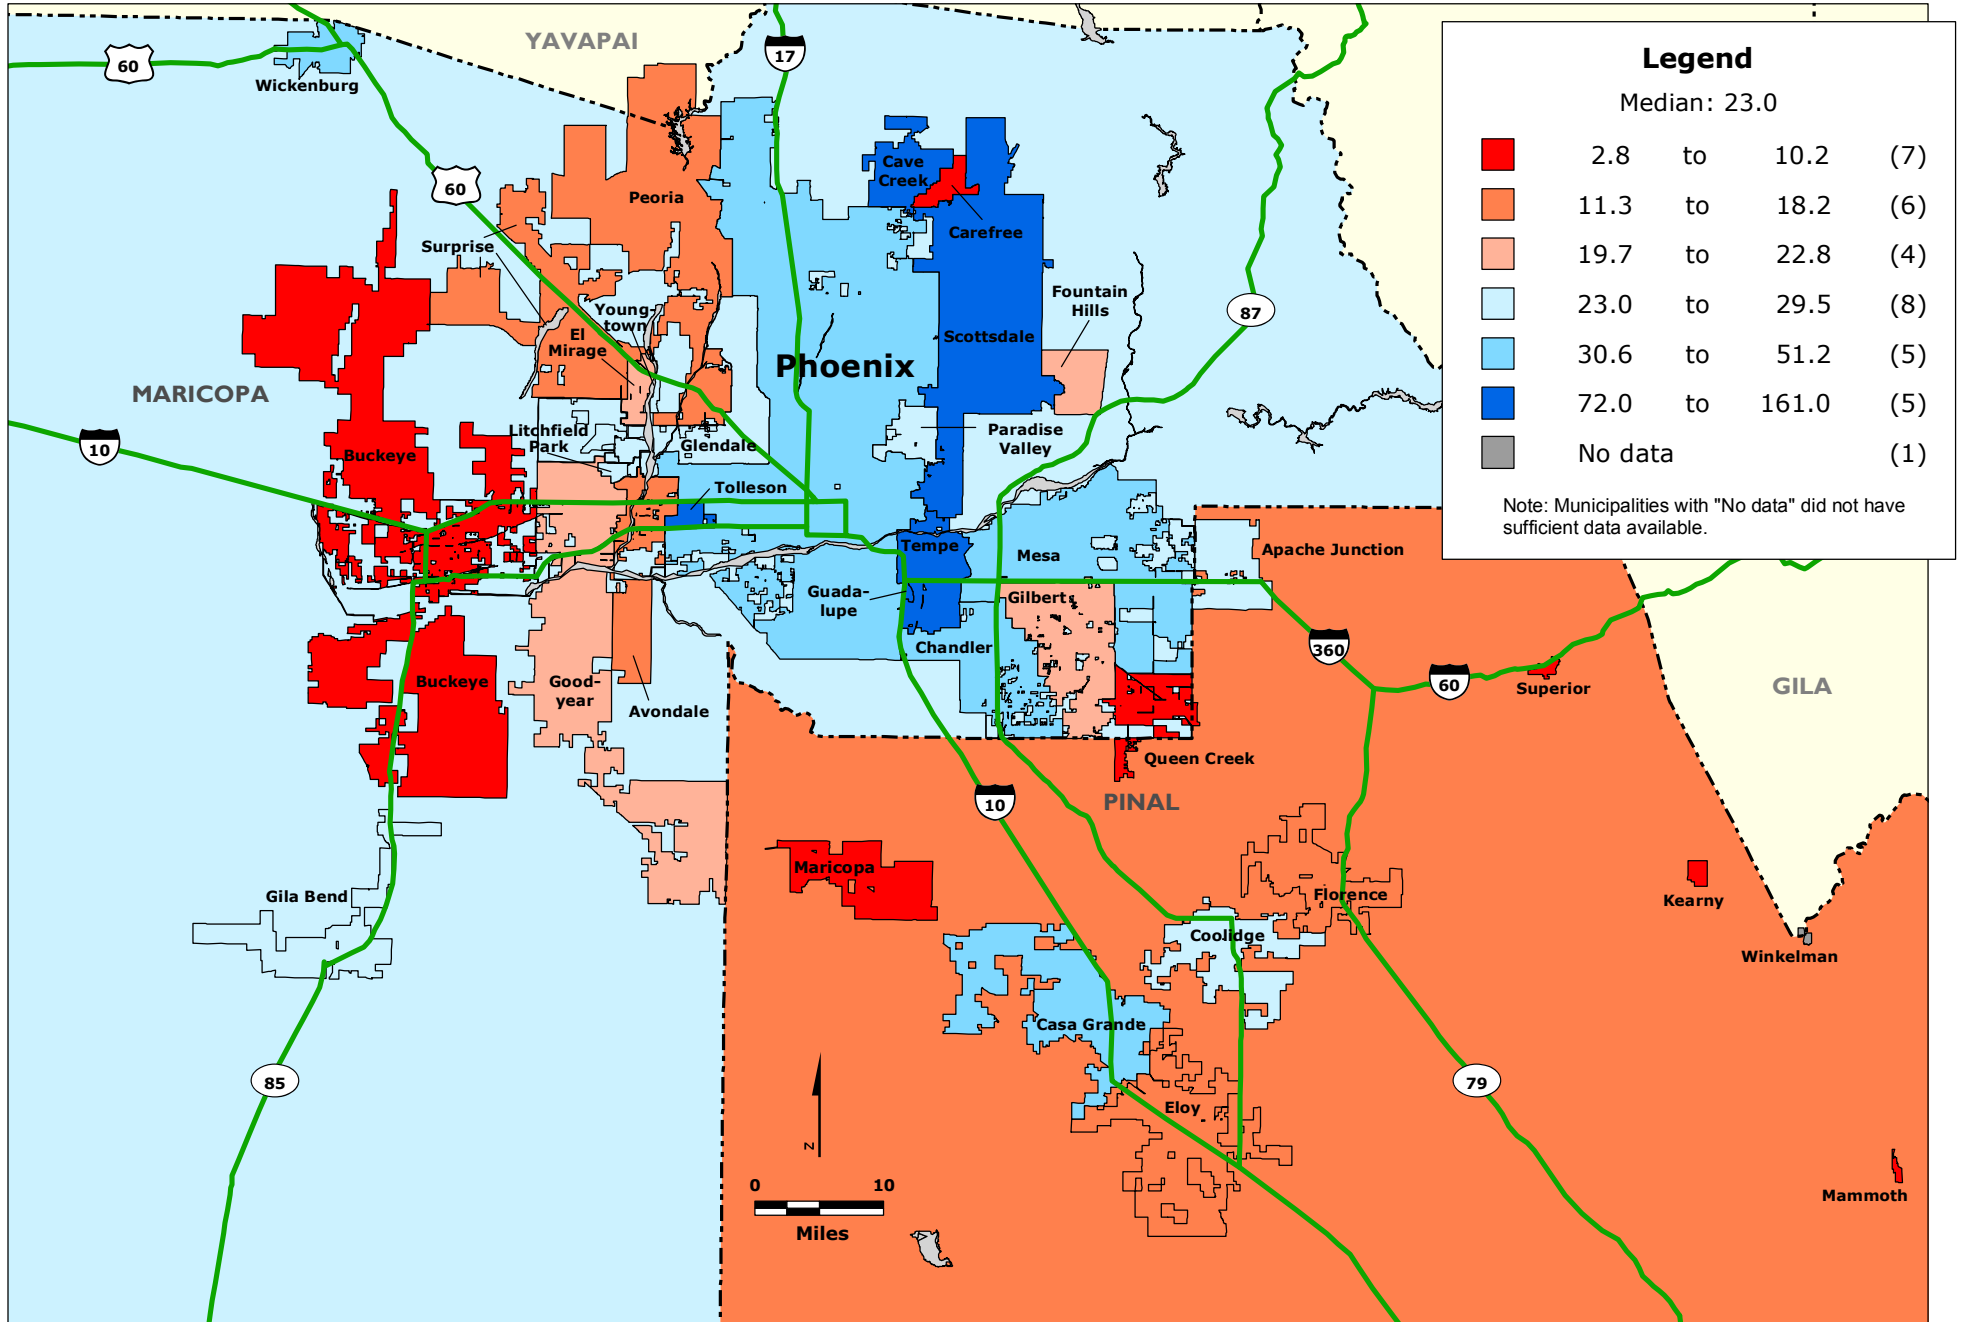 YAVAPAI
60
17
Wickenburg
Legend
Median: 23.0
2.8 to 10.2 (7)
11.3 to 18.2 (6)
19.7 to 22.8 (4)
23.0 to 29.5 (8)
30.6 to 51.2 (5)
72.0 to 161.0 (5)
No data (1)
Note: Municipalities with "No data" did not have
sufficient data available.
60
Cave
Creek
Peoria
Carefree
Surprise
Fountain
Hills
87
Young-
town
El
Mirage
Scottsdale
Phoenix
MARICOPA
Litchfield
Park
Paradise
Valley
Glendale
10
Buckeye
Tolleson
Tempe
Mesa
Apache Junction
Guada-
lupe
Gilbert
Chandler
360
60
Superior
GILA
Buckeye
Good-
year
Avondale
Queen Creek
10
PINAL
Maricopa
Gila Bend
Florence
Kearny
Coolidge
Winkelman
Casa Grande
85
79
Eloy
z
0 10
Miles
Mammoth